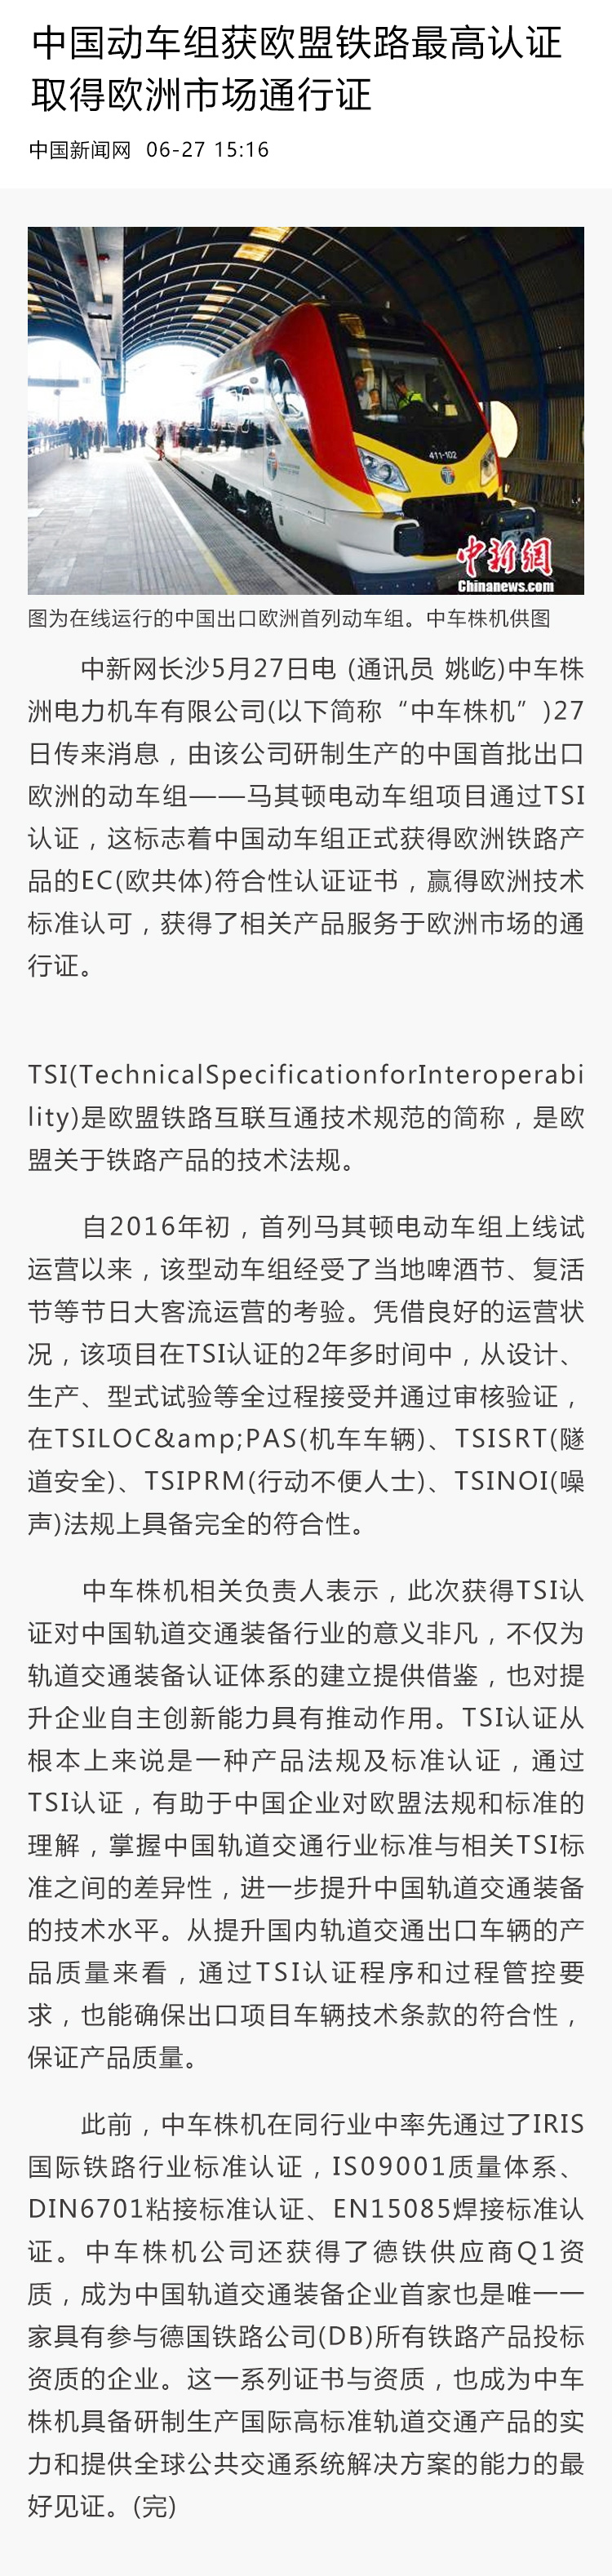 中国动车组获欧盟铁路最高认证
取得欧洲市场通行证
中国新闻网 06-27 15:16
411-102
中新网
Chinanews.com
图为在线运行的中国出口欧洲首列动车组。中车株机供图
中新网长沙5月27日电 (通讯员 姚屹)中车株
洲电力机车有限公司(以下简称“中车株机”)27
日传来消息，由该公司研制生产的中国首批出口
欧洲的动车组——马其顿电动车组项目通过TSI
认证，这标志着中国动车组正式获得欧洲铁路产
品的EC(欧共体)符合性认证证书，赢得欧洲技术
标准认可，获得了相关产品服务于欧洲市场的通
行证。
TSI(TechnicalSpecificationforInteroperabi
lity)是欧盟铁路互联互通技术规范的简称，是欧
盟关于铁路产品的技术法规。
自2016年初，首列马其顿电动车组上线试
运营以来，该型动车组经受了当地啤酒节、复活
节等节日大客流运营的考验。凭借良好的运营状
况，该项目在TSI认证的2年多时间中，从设计、
生产、型式试验等全过程接受并通过审核验证，
在TSILOC&amp;PAS(机车车辆)、TSISRT(隧
道安全)、TSIPRM(行动不便人士)、TSINOI(噪
声)法规上具备完全的符合性。
中车株机相关负责人表示，此次获得TSI认
证对中国轨道交通装备行业的意义非凡，不仅为
轨道交通装备认证体系的建立提供借鉴，也对提
升企业自主创新能力具有推动作用。TSI认证从
根本上来说是一种产品法规及标准认证，通过
TSI认证，有助于中国企业对欧盟法规和标准的
理解，掌握中国轨道交通行业标准与相关TSI标
准之间的差异性，进一步提升中国轨道交通装备
的技术水平。从提升国内轨道交通出口车辆的产
品质量来看，通过TSI认证程序和过程管控要
求，也能确保出口项目车辆技术条款的符合性，
保证产品质量。
此前，中车株机在同行业中率先通过了IRIS
国际铁路行业标准认证，IS09001质量体系、
DIN6701粘接标准认证、EN15085焊接标准认
证。中车株机公司还获得了德铁供应商Q1资
质，成为中国轨道交通装备企业首家也是唯一一
家具有参与德国铁路公司(DB)所有铁路产品投标
资质的企业。这一系列证书与资质，也成为中车
株机具备研制生产国际高标准轨道交通产品的实
力和提供全球公共交通系统解决方案的能力的最
好见证。(完)